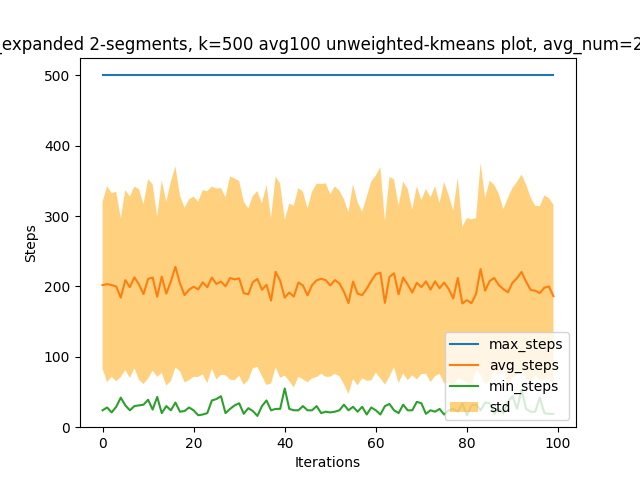 _expanded 2-segments, k=500 avg100 unweighted-kmeans plot, avg_num=2
500
400
300
200
100
0
Steps
max_steps
avg_steps
min_steps
std
0 20 40 60 80 100
Iterations